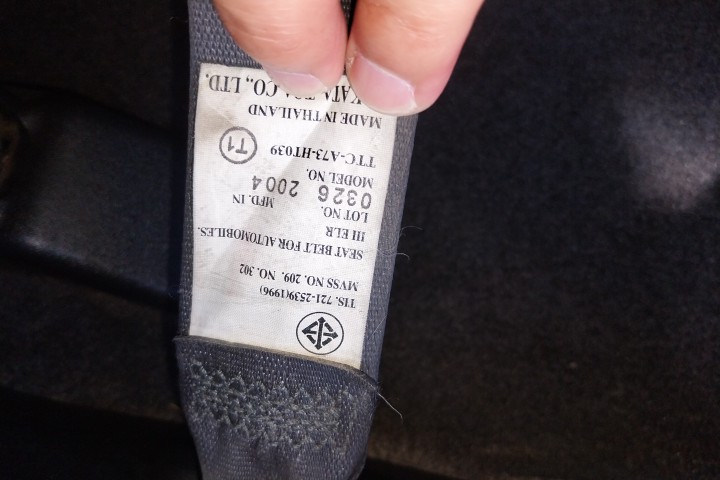 TIS. 721-2539(1996)
MVSS NO. 209. NO. 302
SEAT BELT FOR AUTOMOBILES.
III ELR
LOT NO. MFD. IN
0326 2004
MODEL NO.
TTC-A73-HT039 T1
MADE IN THAILAND
CO., LTD.